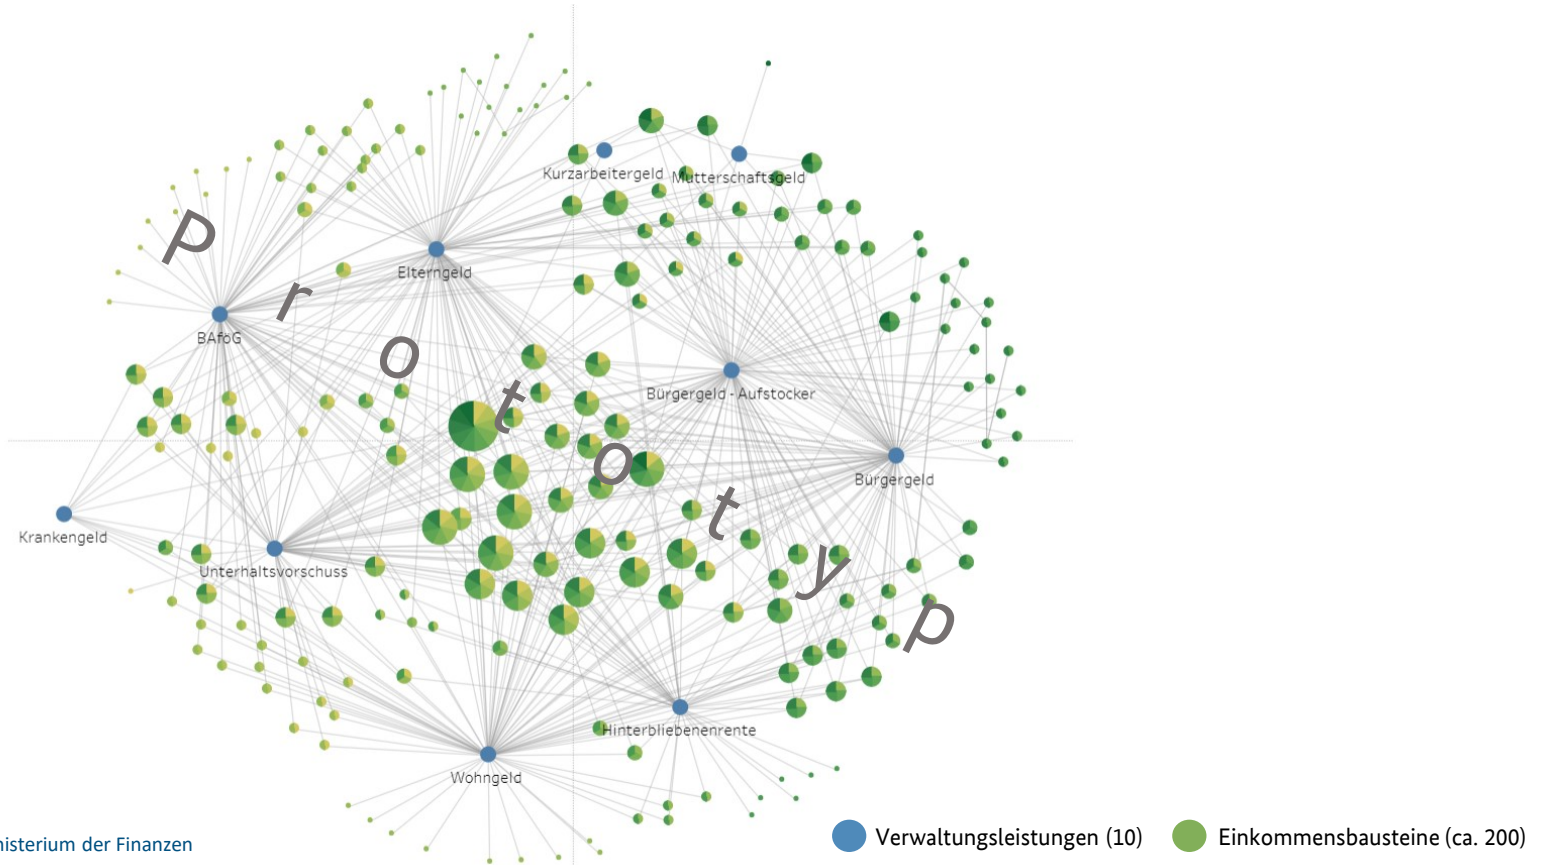 Prototyp
Kurzarbeitergeld
Mutterschaftsgeld
Elterngeld
BAföG
Bürgergeld - Aufstocker
Bürgergeld
Krankengeld
Unterhaltsvorschuss
Hinterbliebenenrente
Wohngeld
nisterium der Finanzen
Verwaltungsleistungen (10)
Einkommensbausteine (ca. 200)